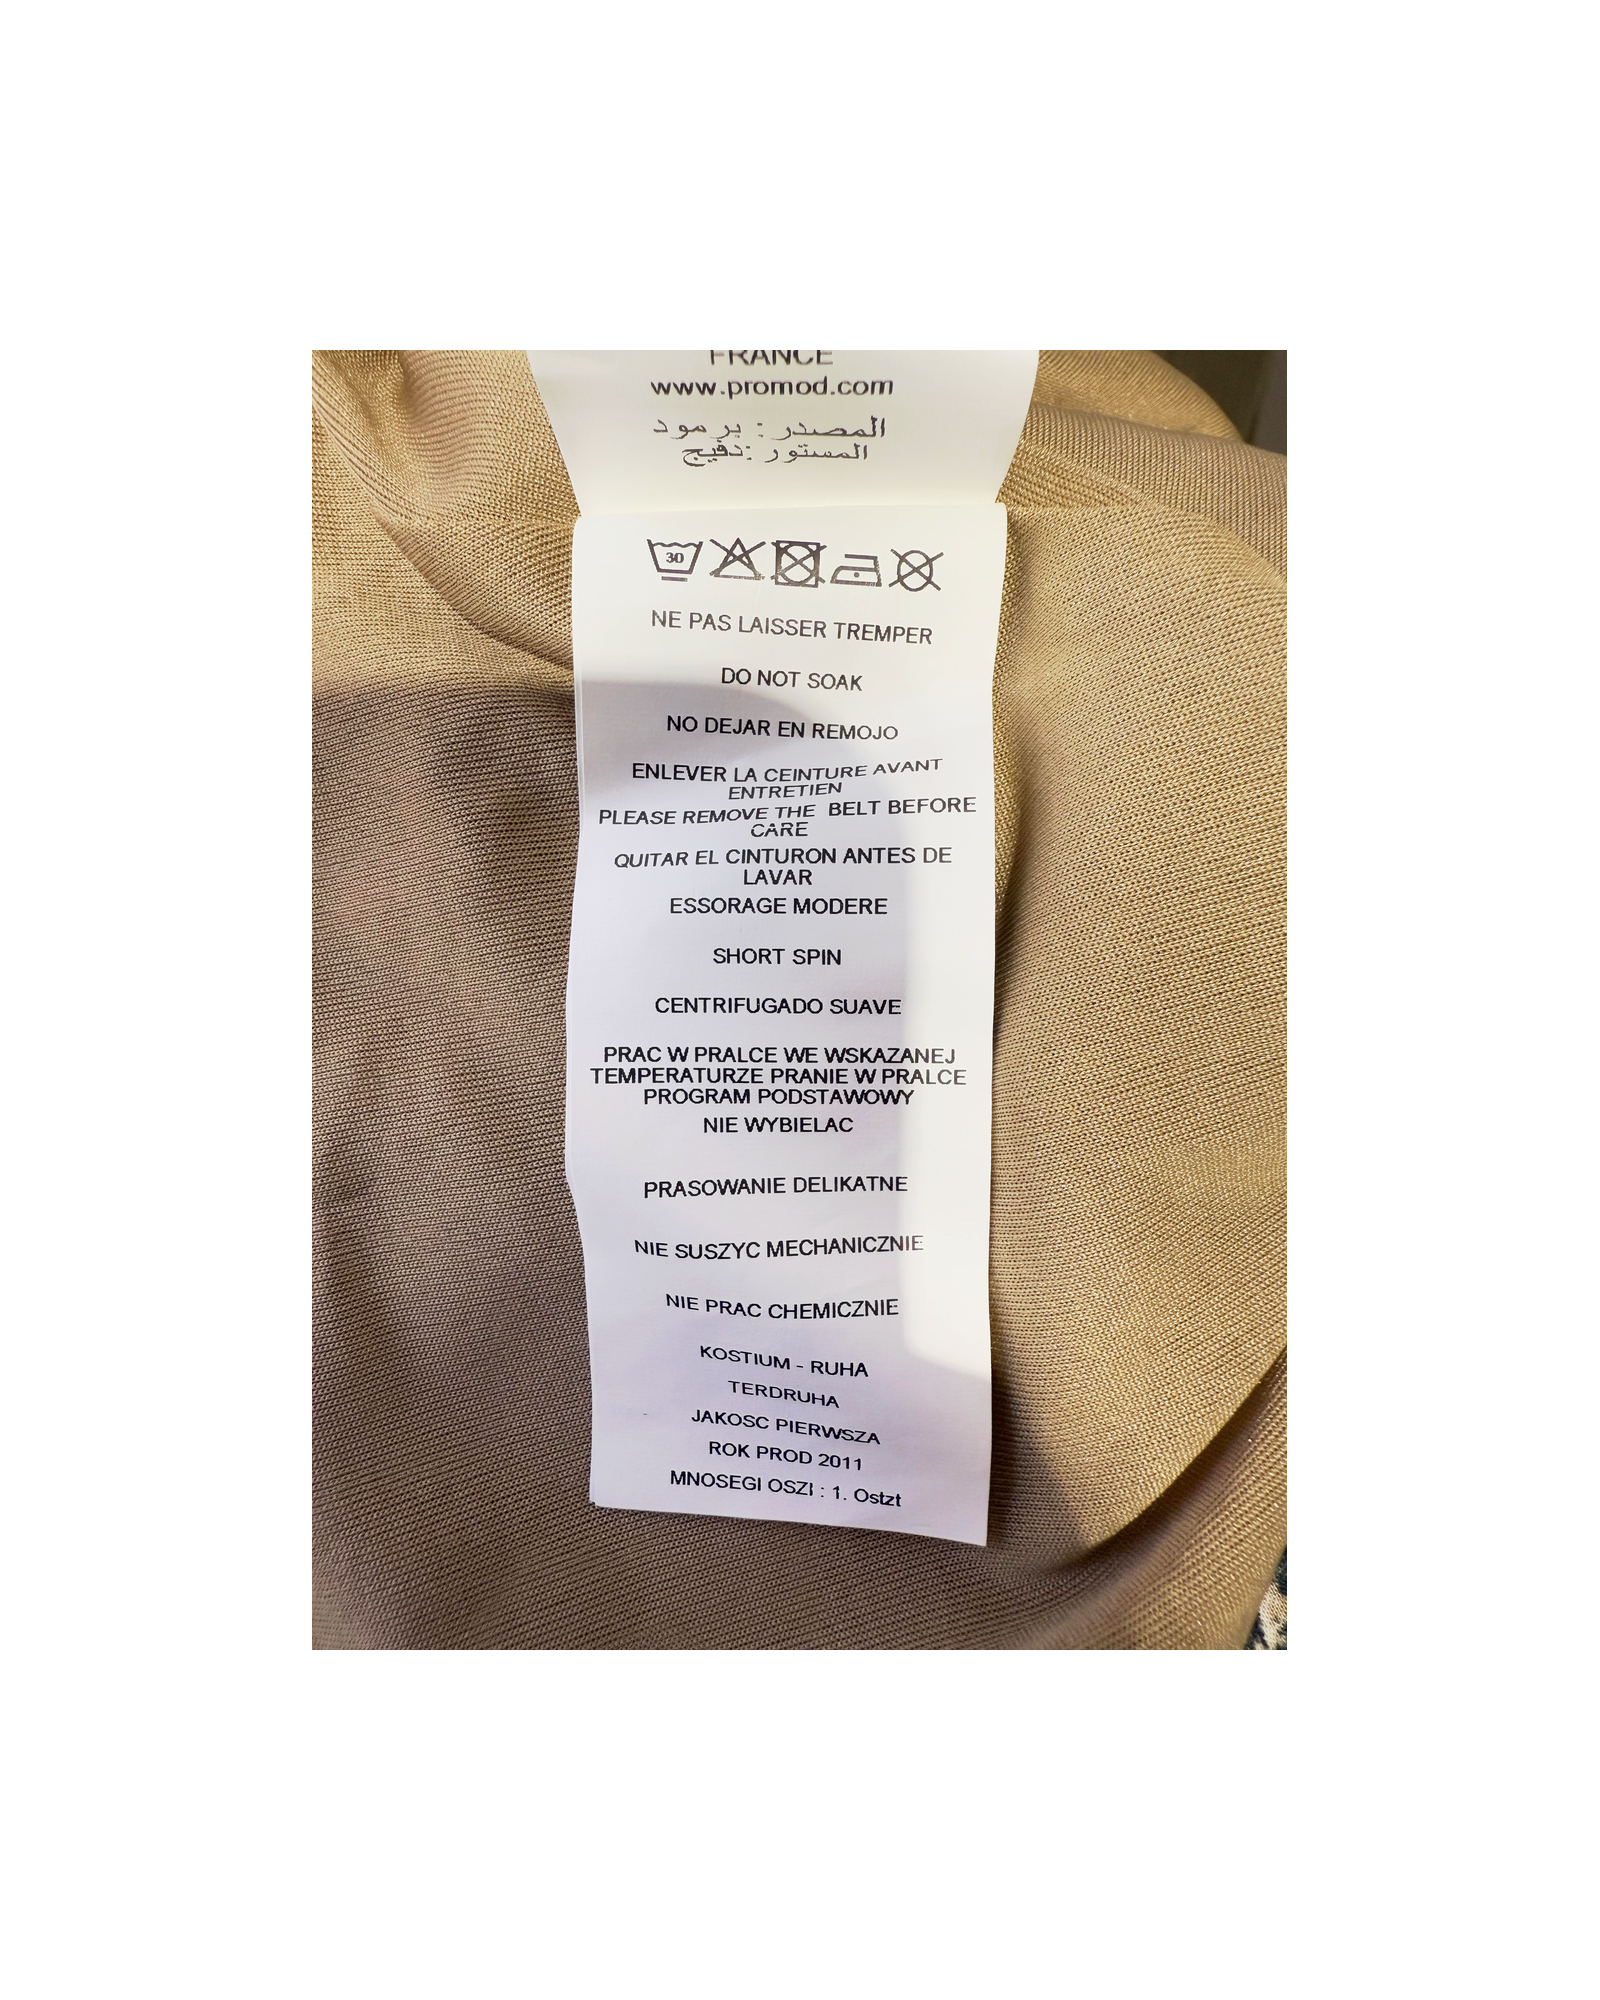 FRANCE
www.promod.com
المصدر : برمود
المستور :دفيج
30
NE PAS LAISSER TREMPER
DO NOT SOAK
NO DEJAR EN REMOJO
ENLEVER LA CEINTURE AVANT
ENTRETIEN
PLEASE REMOVE THE BELT BEFORE
CARE
QUITAR EL CINTURON ANTES DE
LAVAR
ESSORAGE MODERE
SHORT SPIN
CENTRIFUGADO SUAVE
PRAC W PRALCE WE WSKAZANEJ
TEMPERATURZE PRANIE W PRALCE
PROGRAM PODSTAWOWY
NIE WYBIELAC
PRASOWANIE DELIKATNE
NIE SUSZYC MECHANICZNIE
NIE PRAC CHEMICZNIE
KOSTIUM - RUHA
TERDRUHA
JAKOSC PIERWSZA
ROK PROD 2011
MNOSEGI OSZI : 1. Osztzt